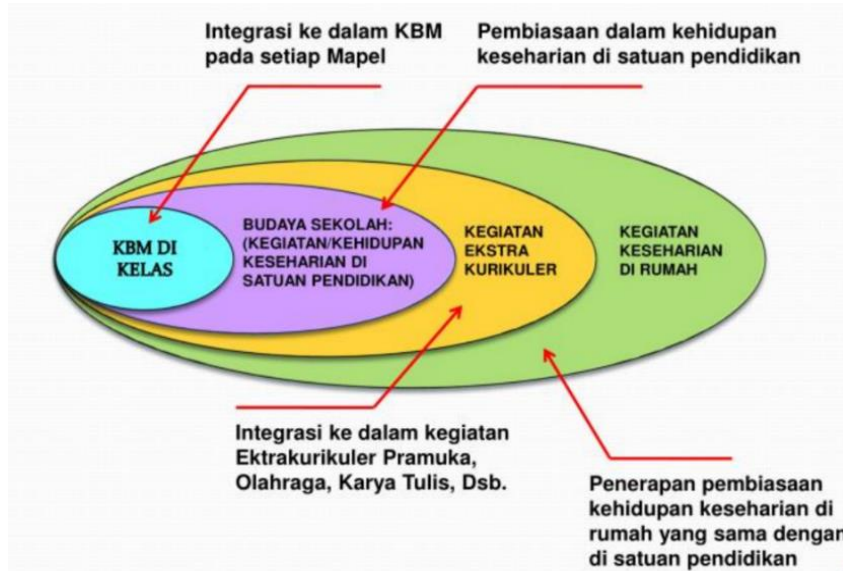 Integrasi ke dalam KBM
pada setiap Mapel
Pembiasaan dalam kehidupan
keseharian di satuan pendidikan
KBM DI
KELAS
BUDAYA SEKOLAH:
(KEGIATAN/KEHIDUPAN
KESEHARIAN DI
SATUAN PENDIDIKAN)
KEGIATAN
EKSTRA
KURIKULER
KEGIATAN
KESEHARIAN
DI RUMAH
Integrasi ke dalam kegiatan
Ektrakurikuler Pramuka,
Olahraga, Karya Tulis, Dsb.
Penerapan pembiasaan
kehidupan keseharian di
rumah yang sama dengan
di satuan pendidikan